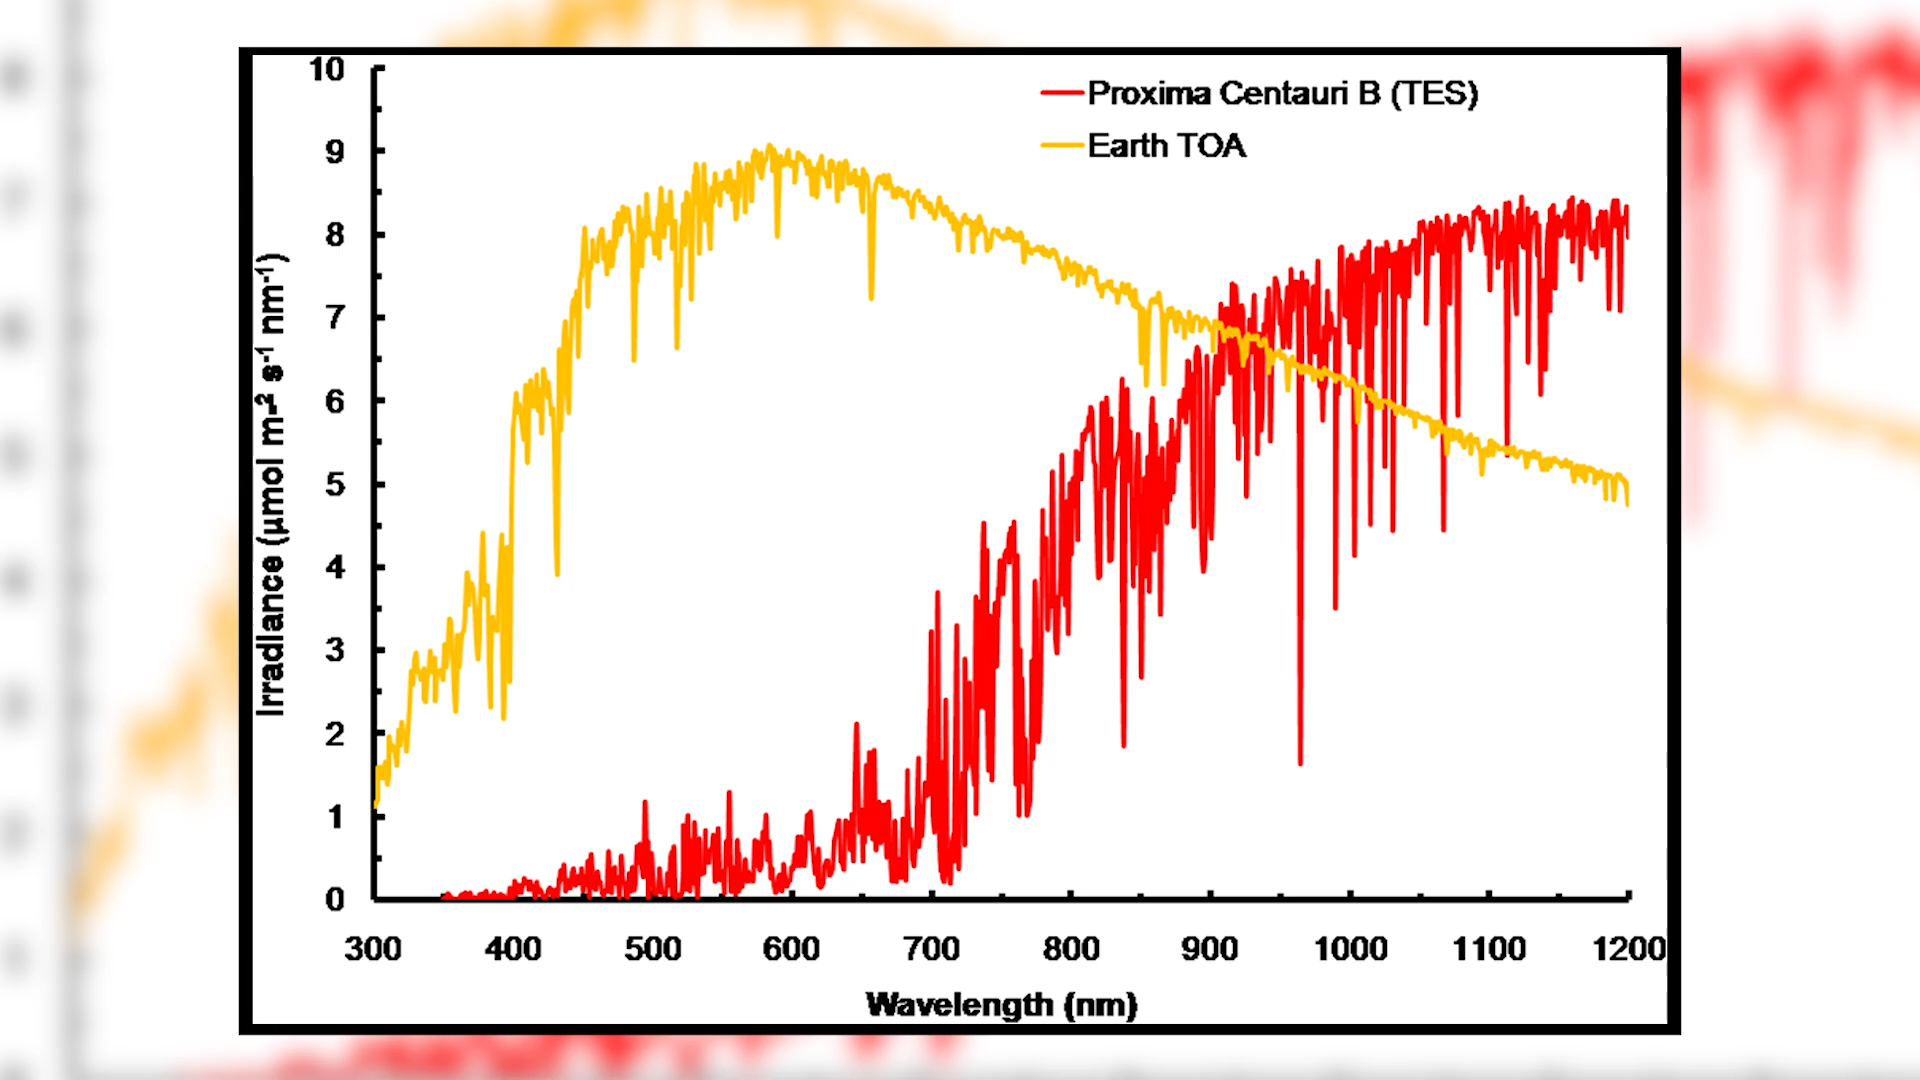 10
9
8
7
6
5
4
3
2
1
0
Irradiance (µmol m-² s-¹ nm-¹)
Proxima Centauri B (TES)
Earth TOA
300 400 500 600 700 800 900 1000 1100 1200
Wavelength (nm)